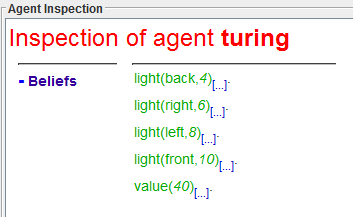 Agent Inspection
Inspection of agent turing
- Beliefs
light(back,4)[...].
light(right,6)[...].
light(left,8)[...].
light(front,10)[...].
value(40)[...].